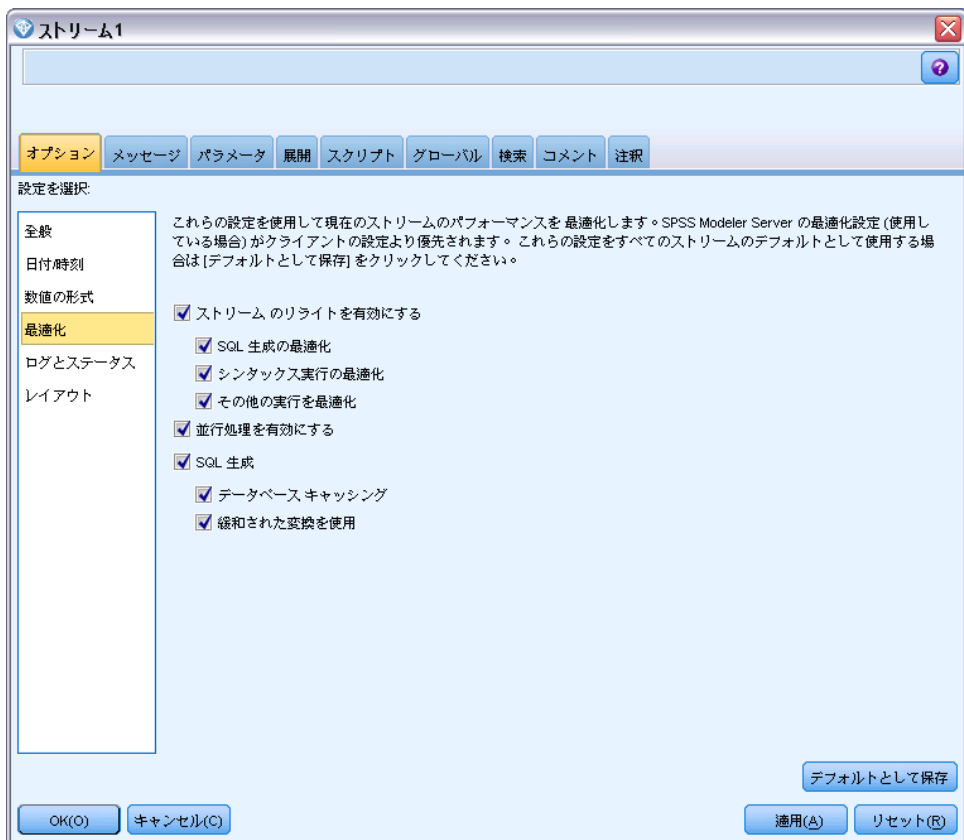 ストリーム1
オプション
メッセージ
パラメータ
展開
スクリプト
グローバル
検索
コメント
注釈
設定を選択:
全般
日付/時刻
数値の形式
最適化
ログとステータス
レイアウト
これらの設定を使用して現在のストリームのパフォーマンスを 最適化します。SPSS Modeler Server の最適化設定 (使用し
ている場合) がクライアントの設定より優先されます。 これらの設定をすべてのストリームのデフォルトとして使用する場
合は [デフォルトとして保存] をクリックしてください。
ストリーム のリライトを有効にする
SQL 生成の最適化
シンタックス実行の最適化
その他の実行を最適化
並行処理を有効にする
SQL 生成
データベース キャッシング
緩和された変換を使用
デフォルトとして保存
OK(O)
キャンセル(C)
適用(A)
リセット(R)